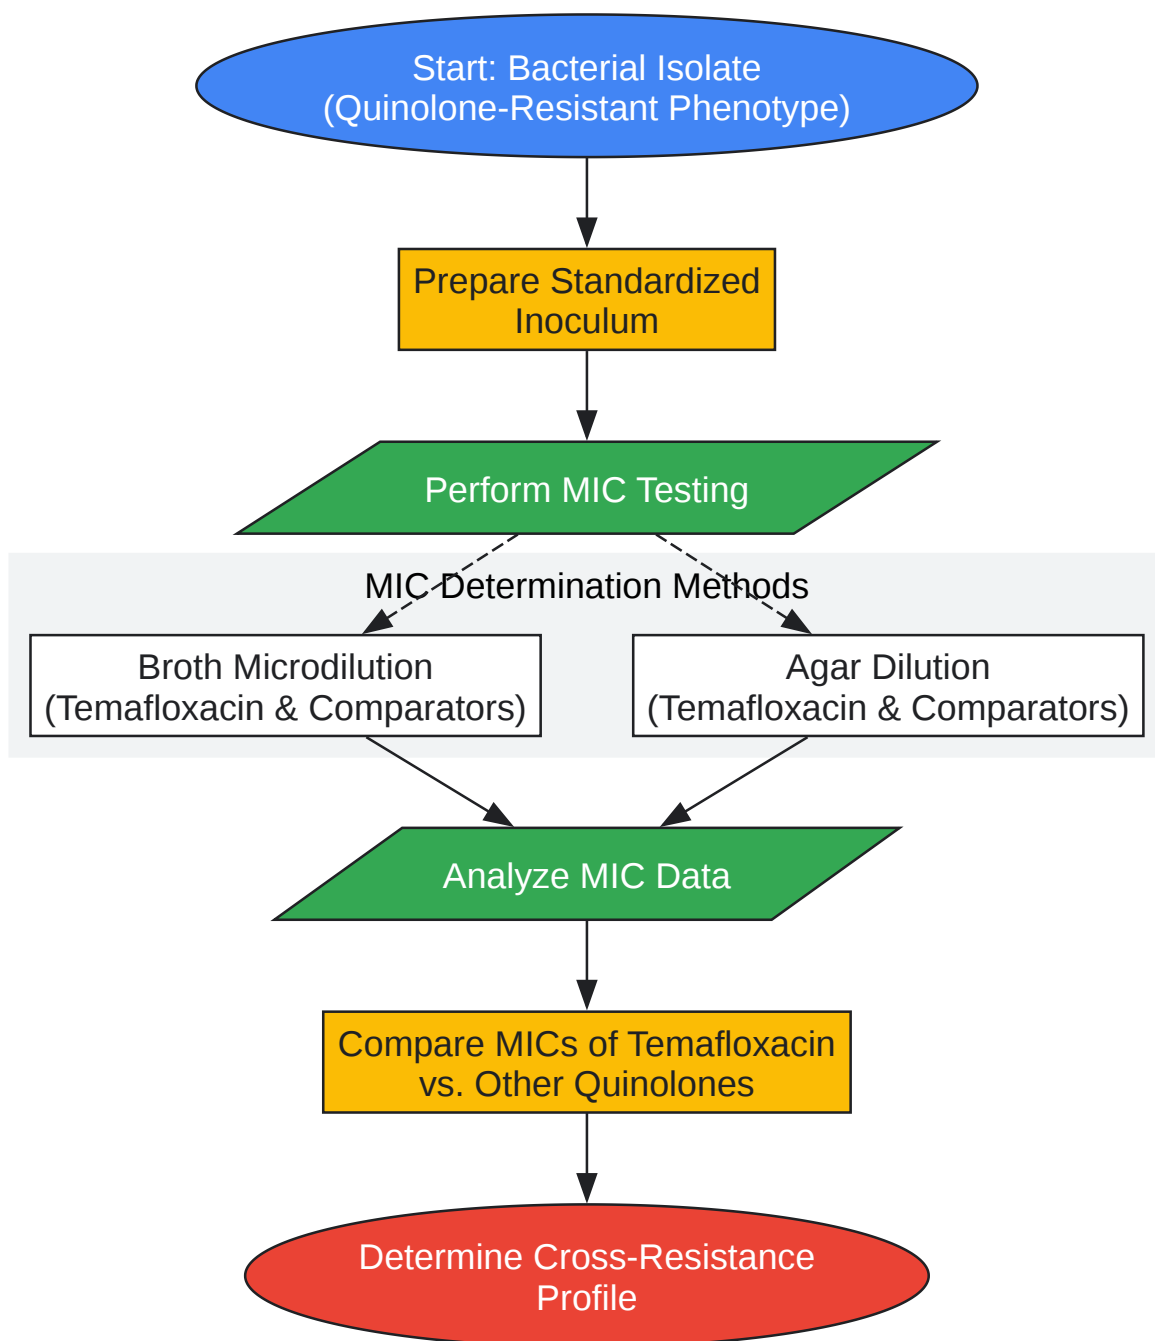 Start: Bacterial Isolate
(Quinolone-Resistant Phenotype)
Prepare Standardized
Inoculum
Perform MIC Testing
MIC Determination Methods
Broth Microdilution
(Temafloxacin & Comparators)
Agar Dilution
(Temafloxacin & Comparators)
Analyze MIC Data
Compare MICs of Temafloxacin
vs. Other Quinolones
Determine Cross-Resistance
Profile